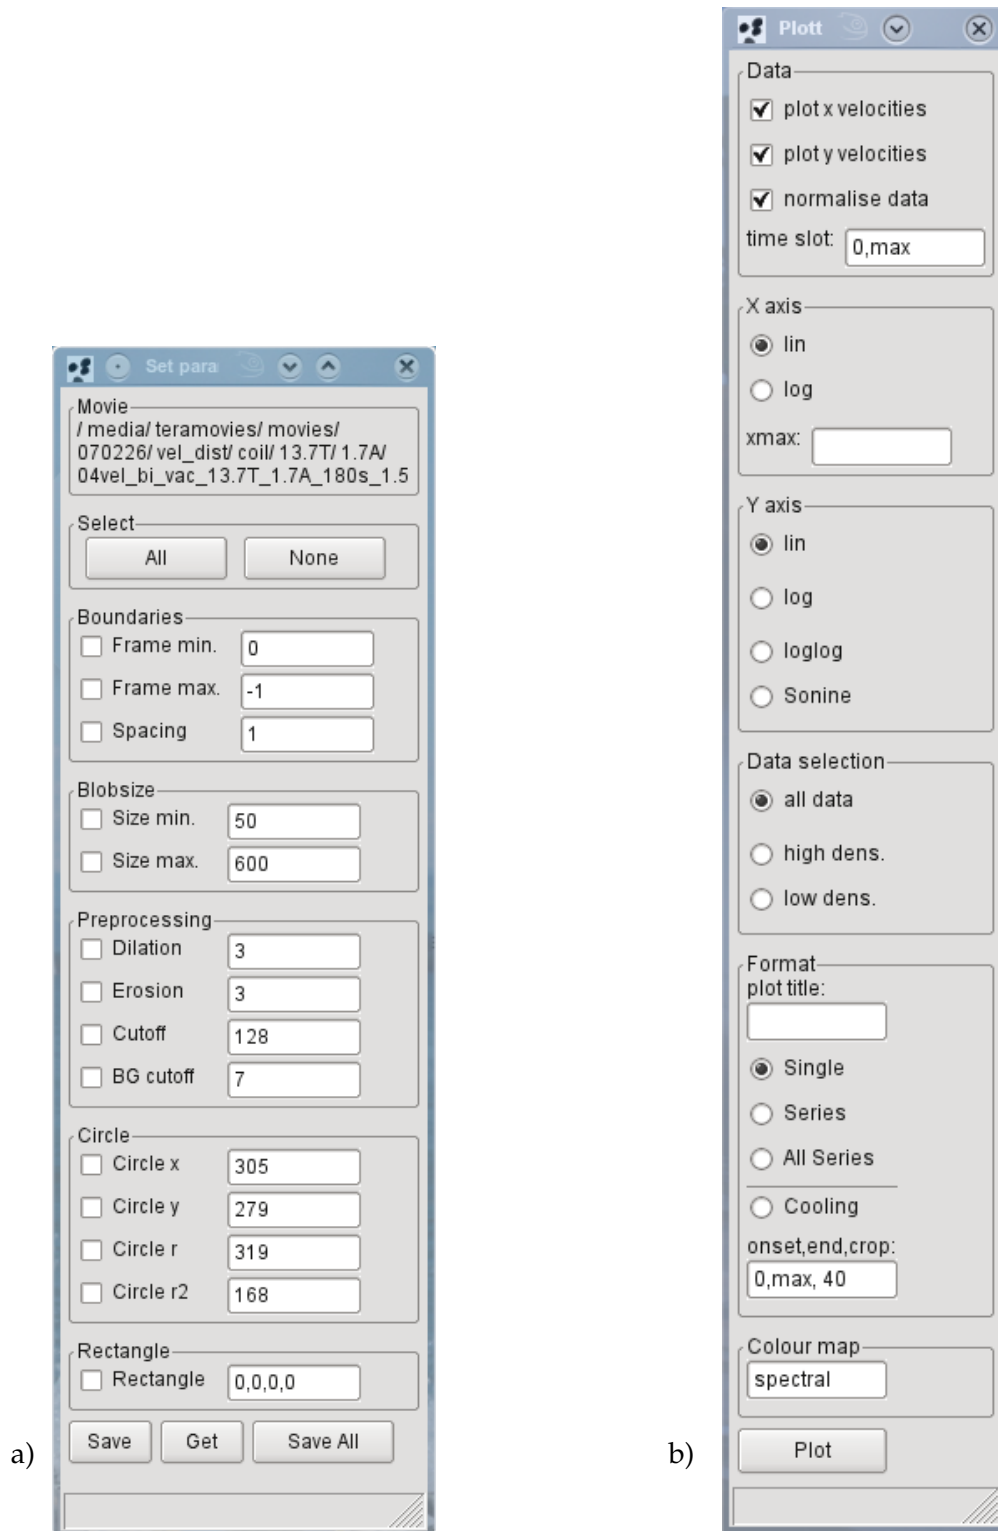 Set para
Movie
/ media/ teramovies/ movies/
070226/ vel_dist/ coil/ 13.7T/ 1.7A/
04vel_bi_vac_13.7T_1.7A_180s_1.5
Select
All None
Boundaries
Frame min. 0
Frame max. -1
Spacing 1
Blobsize
Size min. 50
Size max. 600
Preprocessing
Dilation 3
Erosion 3
Cutoff 128
BG cutoff 7
Circle
Circle x 305
Circle y 279
Circle r 319
Circle r2 168
Rectangle
Rectangle 0,0,0,0
Save Get Save All
a)
Plott
Data
plot x velocities
plot y velocities
normalise data
time slot: 0,max
X axis
lin
log
xmax:
Y axis
lin
log
loglog
Sonine
Data selection
all data
high dens.
low dens.
Format
plot title:
Single
Series
All Series
Cooling
onset,end,crop:
0,max, 40
Colour map
spectral
Plot
b)